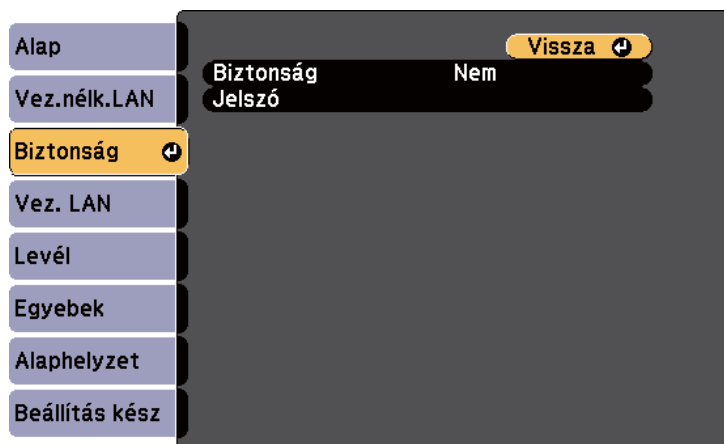 Alap
Vez.nélk.LAN
Biztonság
Vez. LAN
Levél
Egyebek
Alaphelyzet
Beállítás kész
Vissza
Biztonság Nem
Jelszó